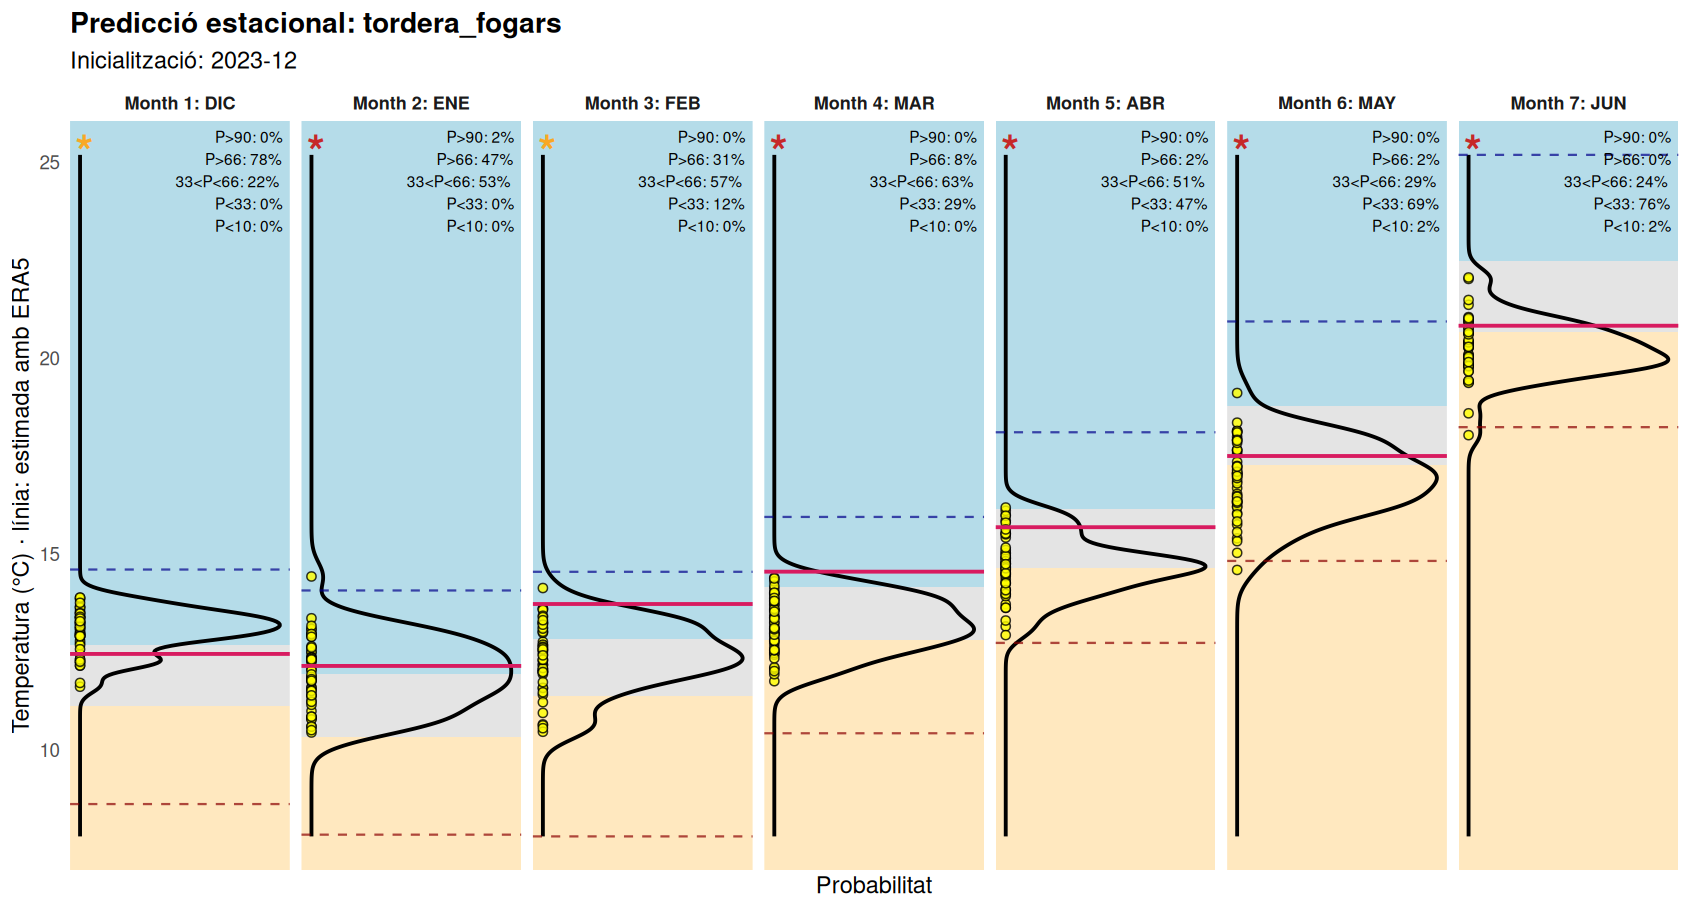 Predicció estacional: tordera_fogars
Inicialització: 2023-12
Month 1: DIC
Month 2: ENE
Month 3: FEB
Month 4: MAR
Month 5: ABR
Month 6: MAY
Month 7: JUN
*
P>90: 0%
P>66: 78%
33<P<66: 22%
P<33: 0%
P<10: 0%
*
P>90: 2%
P>66: 47%
33<P<66: 53%
P<33: 0%
P<10: 0%
*
P>90: 0%
P>66: 31%
33<P<66: 57%
P<33: 12%
P<10: 0%
*
P>90: 0%
P>66: 8%
33<P<66: 63%
P<33: 29%
P<10: 0%
*
P>90: 0%
P>66: 2%
33<P<66: 51%
P<33: 47%
P<10: 0%
*
P>90: 0%
P>66: 2%
33<P<66: 29%
P<33: 69%
P<10: 2%
*
P>90: 0%
P>66: 0%
33<P<66: 24%
P<33: 76%
P<10: 2%
25
20
15
10
Temperatura (°C) · línia: estimada amb ERA5
Probabilitat